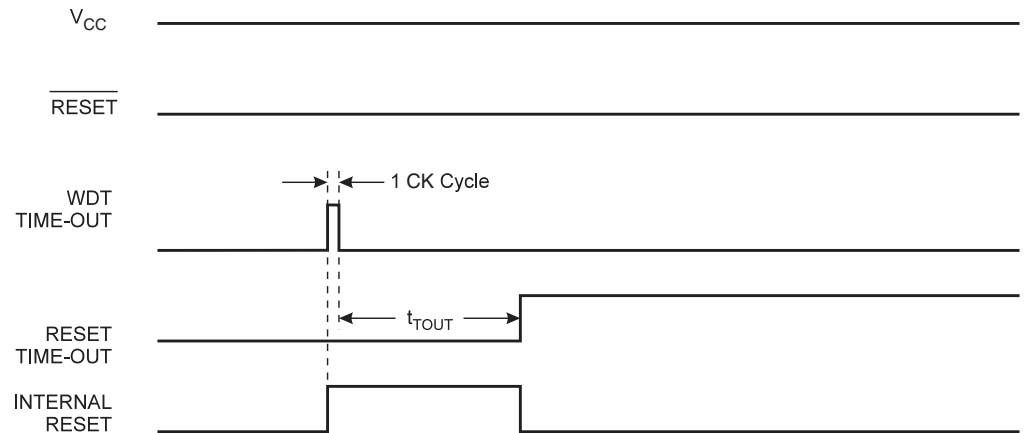 VCC
RESET
1 CK Cycle
WDT
TIME-OUT
tTOUT
RESET
TIME-OUT
INTERNAL
RESET